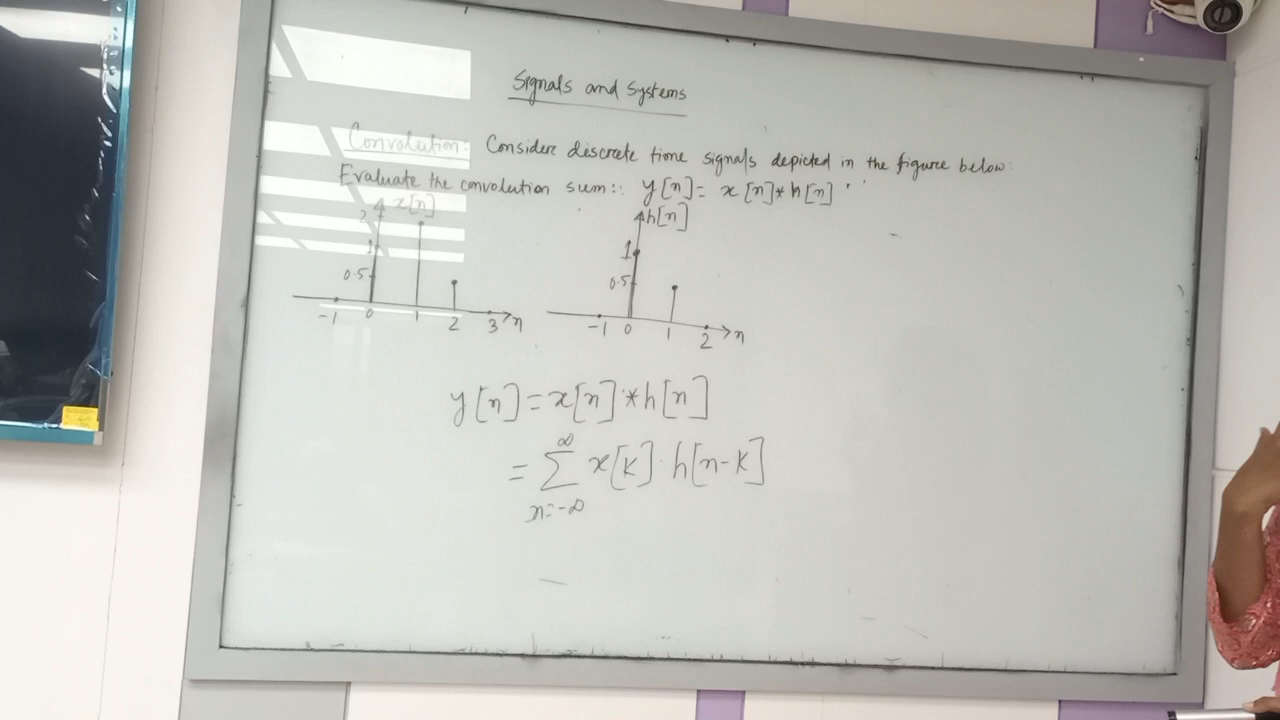 Signals and Systems
Convolution: Consider discrete time signals depicted in the figure below:
Evaluate the convolution sum:: y[n] = x[n]*h[n]
2 x[n]
1
0.5
-1 0 1 2 3 n
h[n]
1
0.5
-1 0 1 2 n
y[n] = x[n]*h[n]
= ∞∑n=-∞ x[k]·h[n-k]